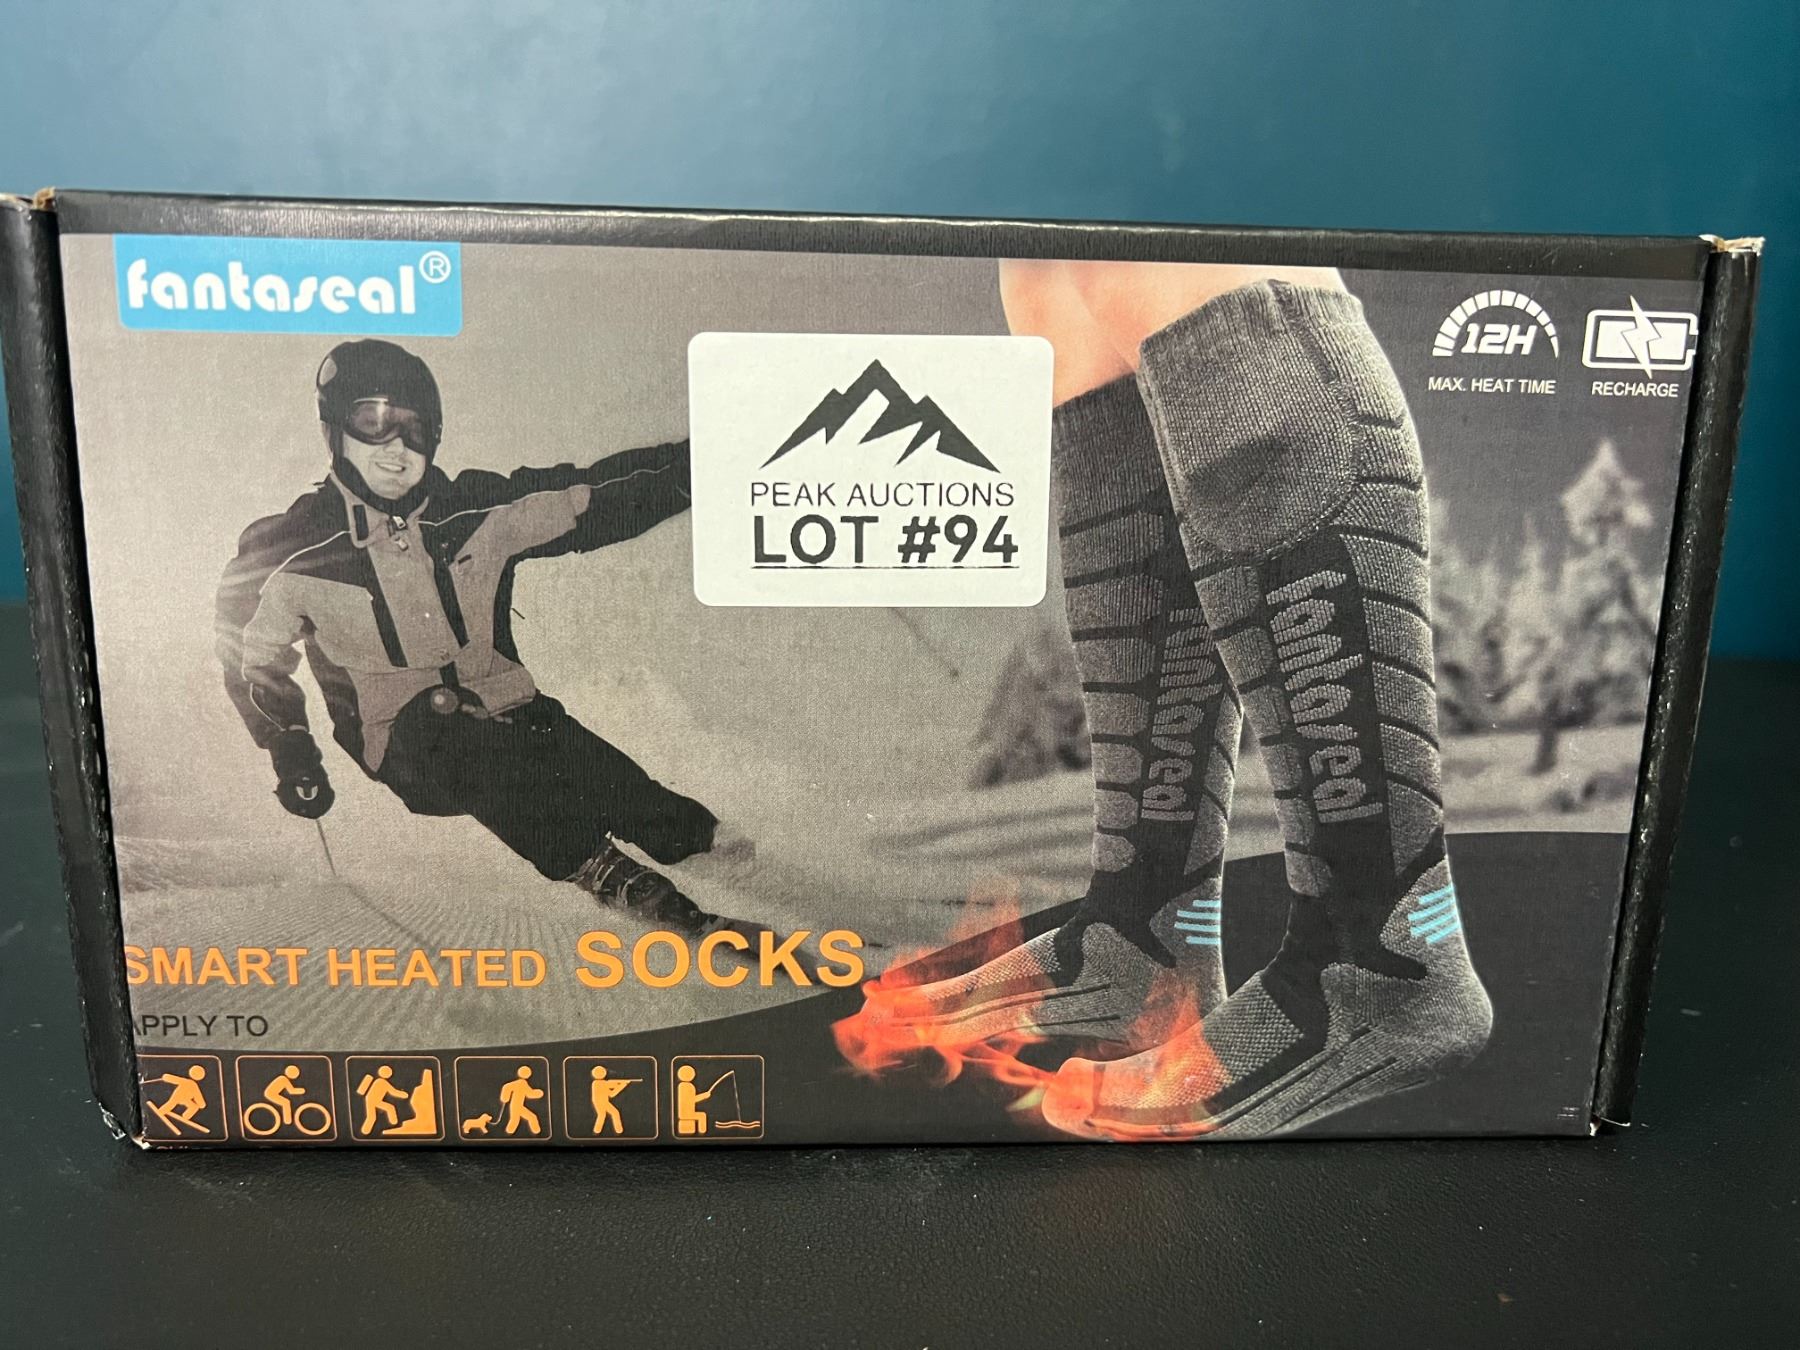 fantaseal®
PEAK AUCTIONS
LOT #94
12H
MAX. HEAT TIME
RECHARGE
fantaseal
fantaseal
SMART HEATED SOCKS
APPLY TO